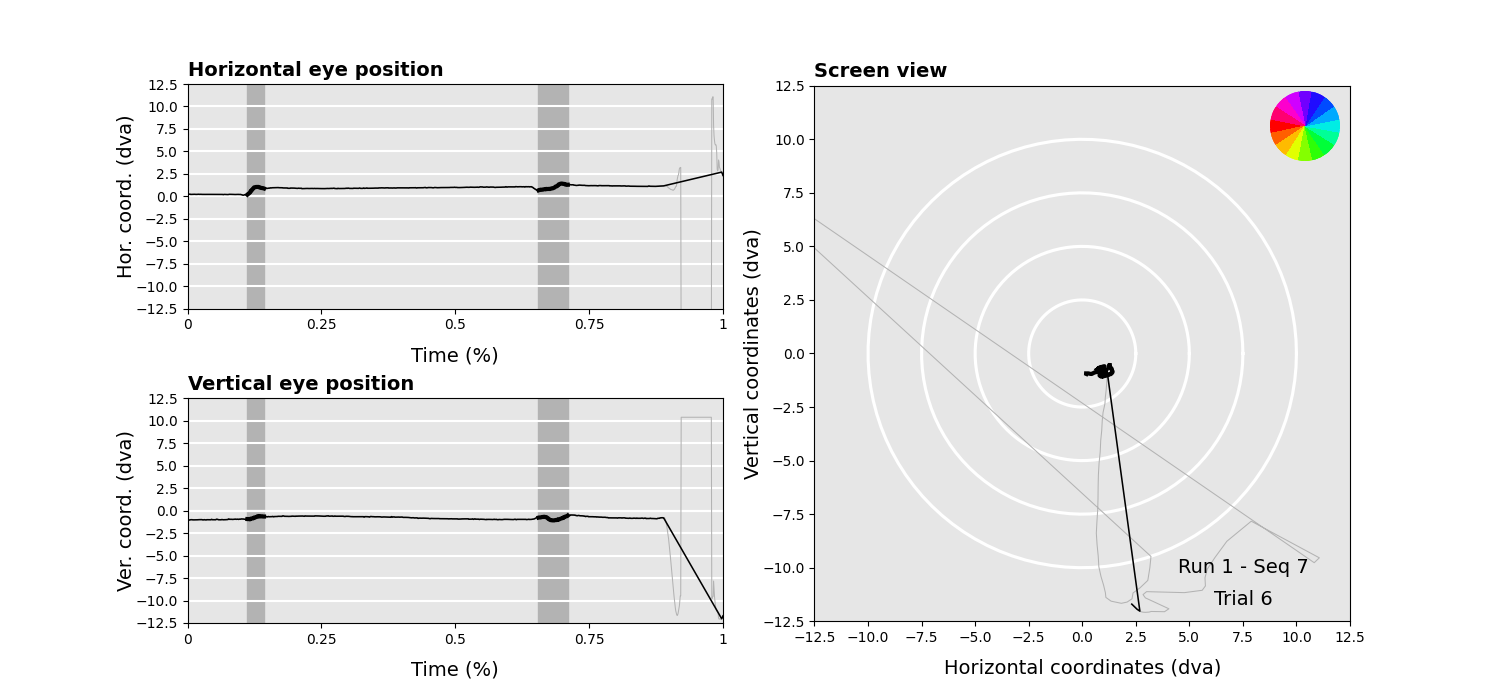 Horizontal eye position
Hor. coord. (dva)
12.5
10.0
7.5
5.0
2.5
0.0
−2.5
−5.0
−7.5
−10.0
−12.5
0 0.25 0.5 0.75 1
Time (%)
Vertical eye position
Ver. coord. (dva)
12.5
10.0
7.5
5.0
2.5
0.0
−2.5
−5.0
−7.5
−10.0
−12.5
0 0.25 0.5 0.75 1
Time (%)
Screen view
Vertical coordinates (dva)
12.5
10.0
7.5
5.0
2.5
0.0
−2.5
−5.0
−7.5
−10.0
−12.5
Run 1 - Seq 7
Trial 6
−12.5 −10.0 −7.5 −5.0 −2.5 0.0 2.5 5.0 7.5 10.0 12.5
Horizontal coordinates (dva)